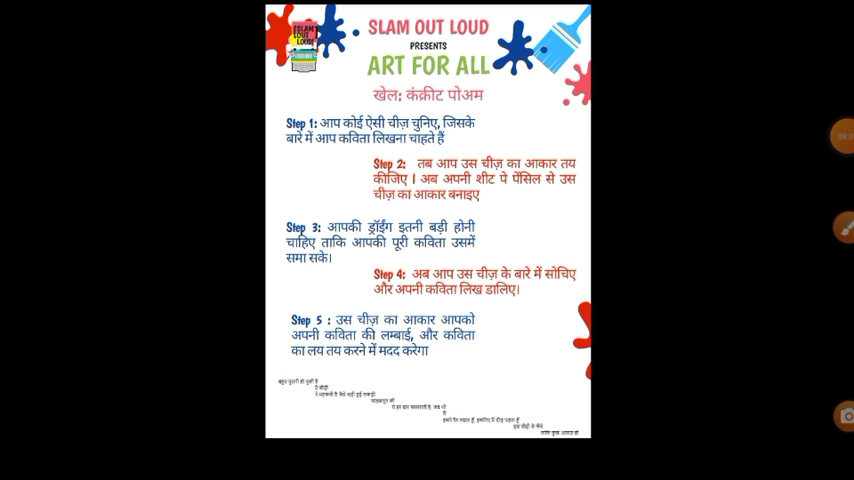 SLAM OUT LOUD
PRESENTS
ART FOR ALL
खेल: कंक्रीट पोअम
Step 1: आप कोई ऐसी चीज़ चुनिए, जिसके
बारे में आप कविता लिखना चाहते हैं
Step 2: तब आप उस चीज़ का आकार तय
कीजिए | अब अपनी शीट पे पेंसिल से उस
चीज़ का आकार बनाइए
Step 3: आपकी ड्रॉईंग इतनी बड़ी होनी
चाहिए ताकि आपकी पूरी कविता उसमें
समा सके।
Step 4: अब आप उस चीज़ के बारे में सोचिए
और अपनी कविता लिख डालिए।
Step 5 : उस चीज़ का आकार आपको
अपनी कविता की लम्बाई, और कविता
का लय तय करने में मदद करेगा
बहुत पुरानी हो चुकी है
ये सीढ़ी